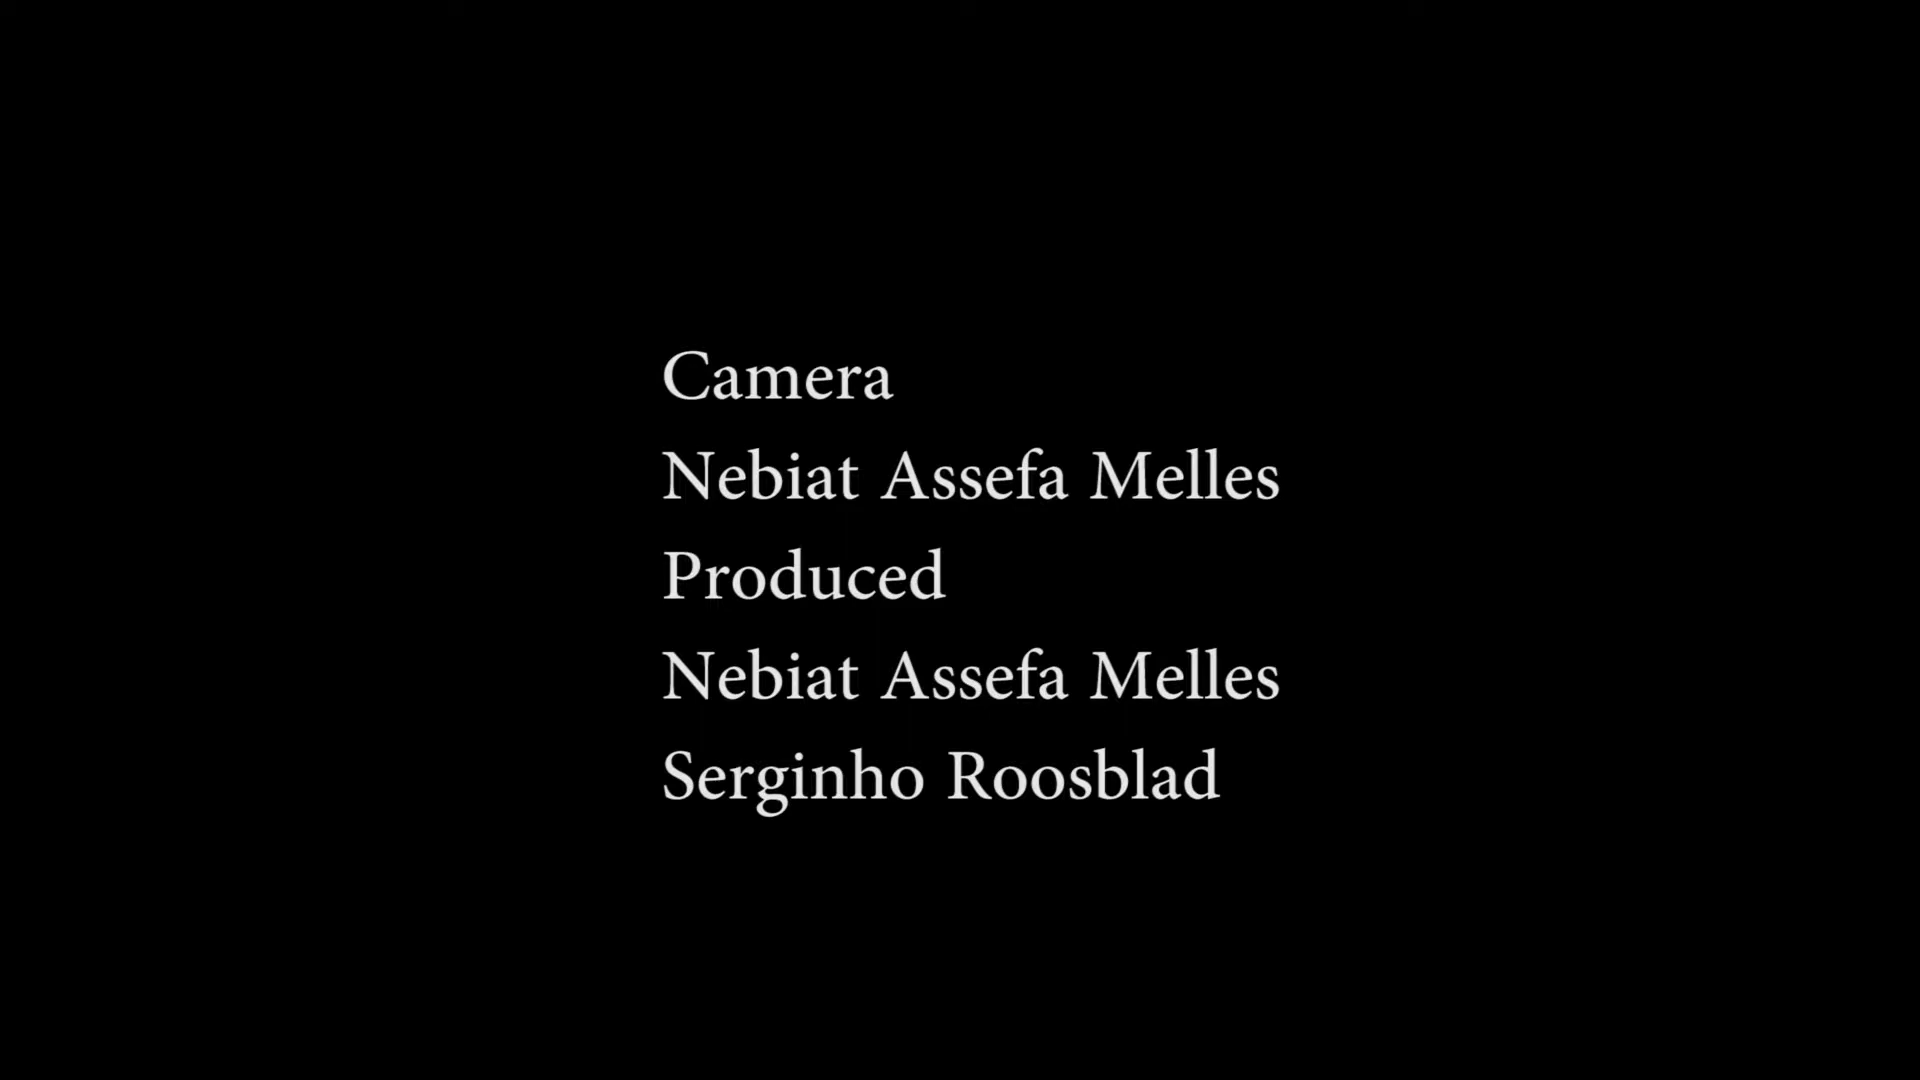 Camera
Nebiat Assefa Melles
Produced
Nebiat Assefa Melles
Serginho Roosblad